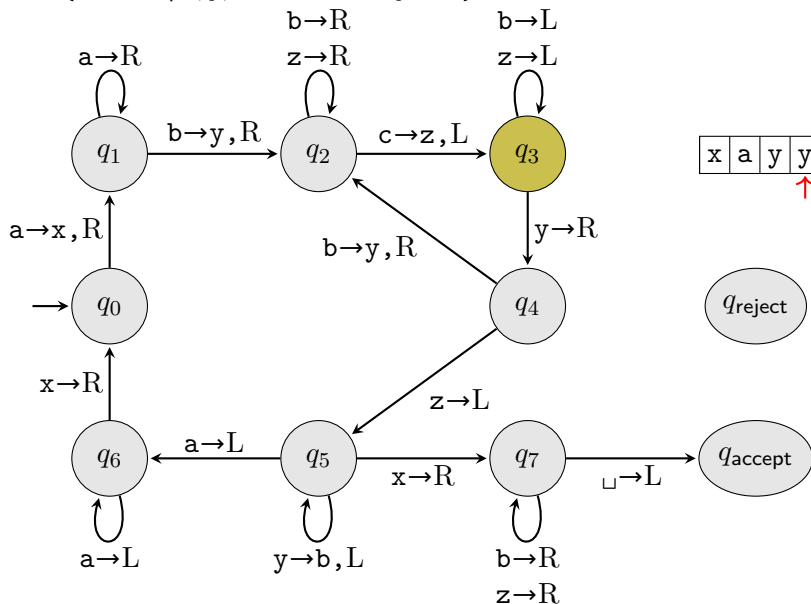 b→R b→L
a→R z→R z→L
q1 b→y,R q2 c→z,L q3 x a y y
↑
a→x,R b→y,R y→R
q0 q4 qreject
x→R z→L
q6 a→L q5 x→R q7 ␣→L qaccept
a→L y→b,L b→R
z→R